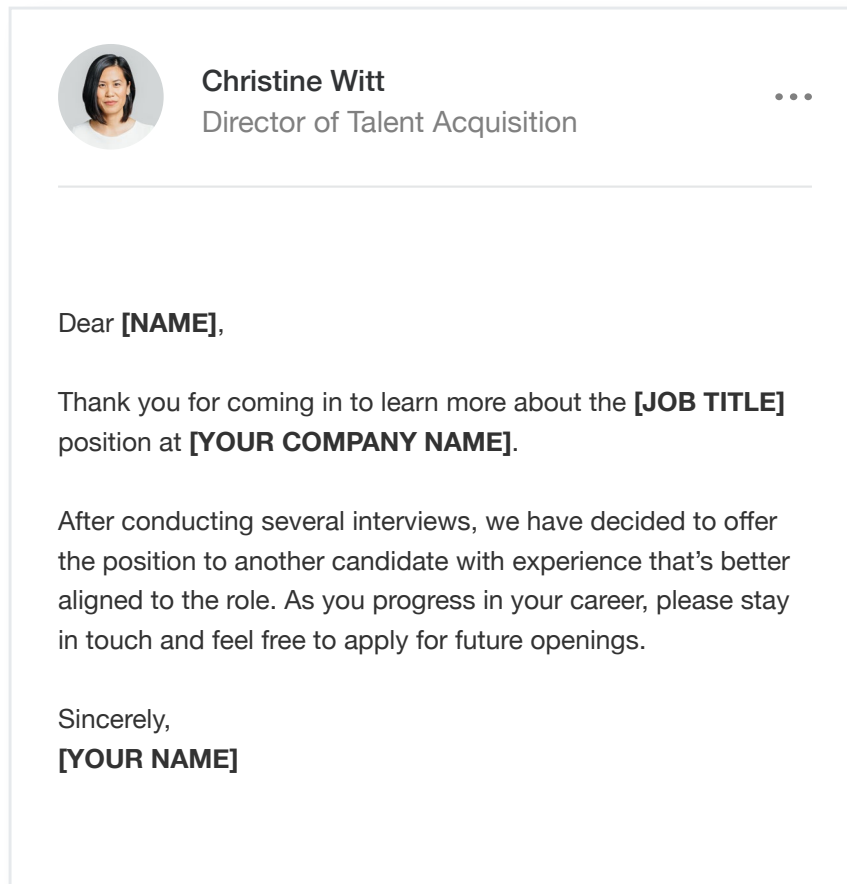 Christine Witt
Director of Talent Acquisition
Dear [NAME],
Thank you for coming in to learn more about the [JOB TITLE]
position at [YOUR COMPANY NAME].
After conducting several interviews, we have decided to offer
the position to another candidate with experience that’s better
aligned to the role. As you progress in your career, please stay
in touch and feel free to apply for future openings.
Sincerely,
[YOUR NAME]